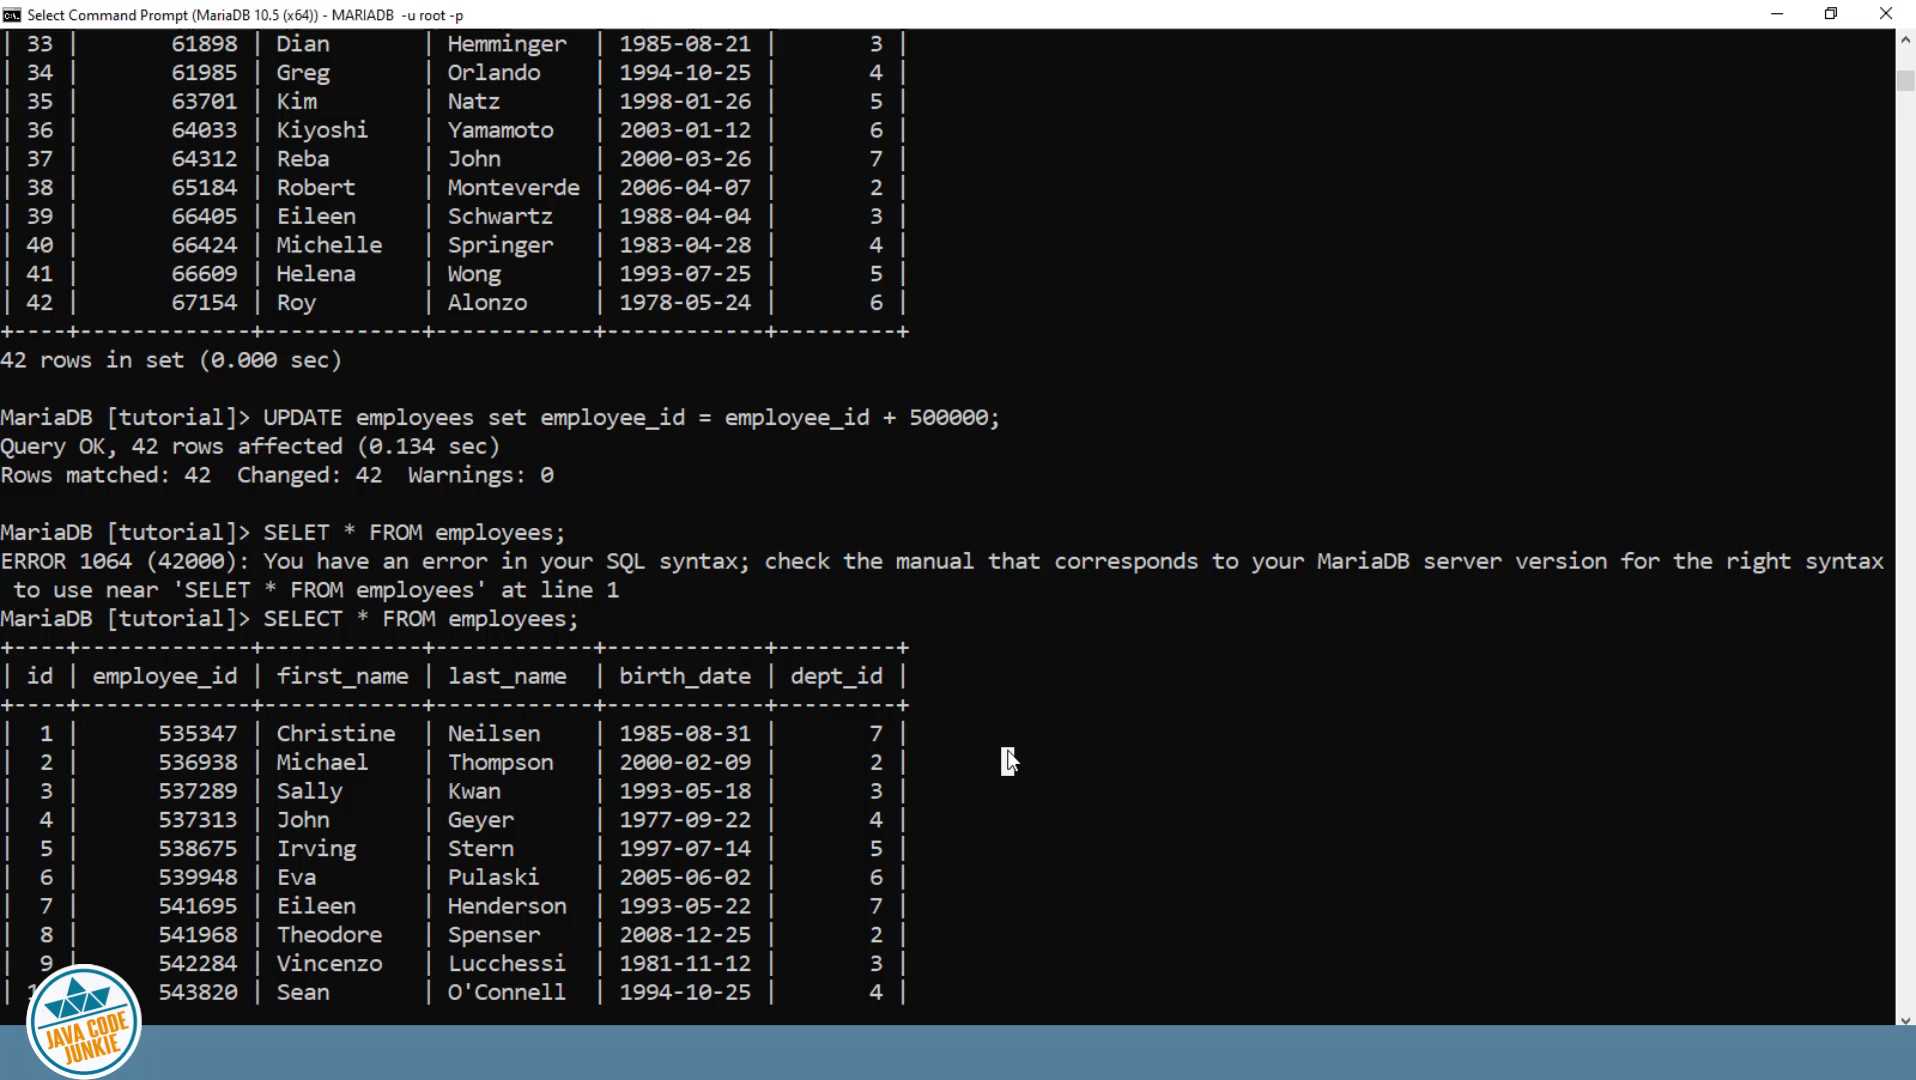 Select Command Prompt (MariaDB 10.5 (x64)) - MARIADB  -u root -p
| 33 |       61898 | Dian       | Hemminger  | 1985-08-21 |       3 |
| 34 |       61985 | Greg       | Orlando    | 1994-10-25 |       4 |
| 35 |       63701 | Kim        | Natz       | 1998-01-26 |       5 |
| 36 |       64033 | Kiyoshi    | Yamamoto   | 2003-01-12 |       6 |
| 37 |       64312 | Reba       | John       | 2000-03-26 |       7 |
| 38 |       65184 | Robert     | Monteverde | 2006-04-07 |       2 |
| 39 |       66405 | Eileen     | Schwartz   | 1988-04-04 |       3 |
| 40 |       66424 | Michelle   | Springer   | 1983-04-28 |       4 |
| 41 |       66609 | Helena     | Wong       | 1993-07-25 |       5 |
| 42 |       67154 | Roy        | Alonzo     | 1978-05-24 |       6 |
+----+-------------+------------+------------+------------+---------+
42 rows in set (0.000 sec)
MariaDB [tutorial]> UPDATE employees set employee_id = employee_id + 500000;
Query OK, 42 rows affected (0.134 sec)
Rows matched: 42  Changed: 42  Warnings: 0
MariaDB [tutorial]> SELET * FROM employees;
ERROR 1064 (42000): You have an error in your SQL syntax; check the manual that corresponds to your MariaDB server version for the right syntax
 to use near 'SELET * FROM employees' at line 1
MariaDB [tutorial]> SELECT * FROM employees;
+----+-------------+------------+------------+------------+---------+
| id | employee_id | first_name | last_name  | birth_date | dept_id |
+----+-------------+------------+------------+------------+---------+
|  1 |      535347 | Christine  | Neilsen    | 1985-08-31 |       7 |
|  2 |      536938 | Michael    | Thompson   | 2000-02-09 |       2 |
|  3 |      537289 | Sally      | Kwan       | 1993-05-18 |       3 |
|  4 |      537313 | John       | Geyer      | 1977-09-22 |       4 |
|  5 |      538675 | Irving     | Stern      | 1997-07-14 |       5 |
|  6 |      539948 | Eva        | Pulaski    | 2005-06-02 |       6 |
|  7 |      541695 | Eileen     | Henderson  | 1993-05-22 |       7 |
|  8 |      541968 | Theodore   | Spenser    | 2008-12-25 |       2 |
|  9 |      542284 | Vincenzo   | Lucchessi  | 1981-11-12 |       3 |
|      543820 | Sean       | O'Connell  | 1994-10-25 |       4 |
JAVA CODE
JUNKIE